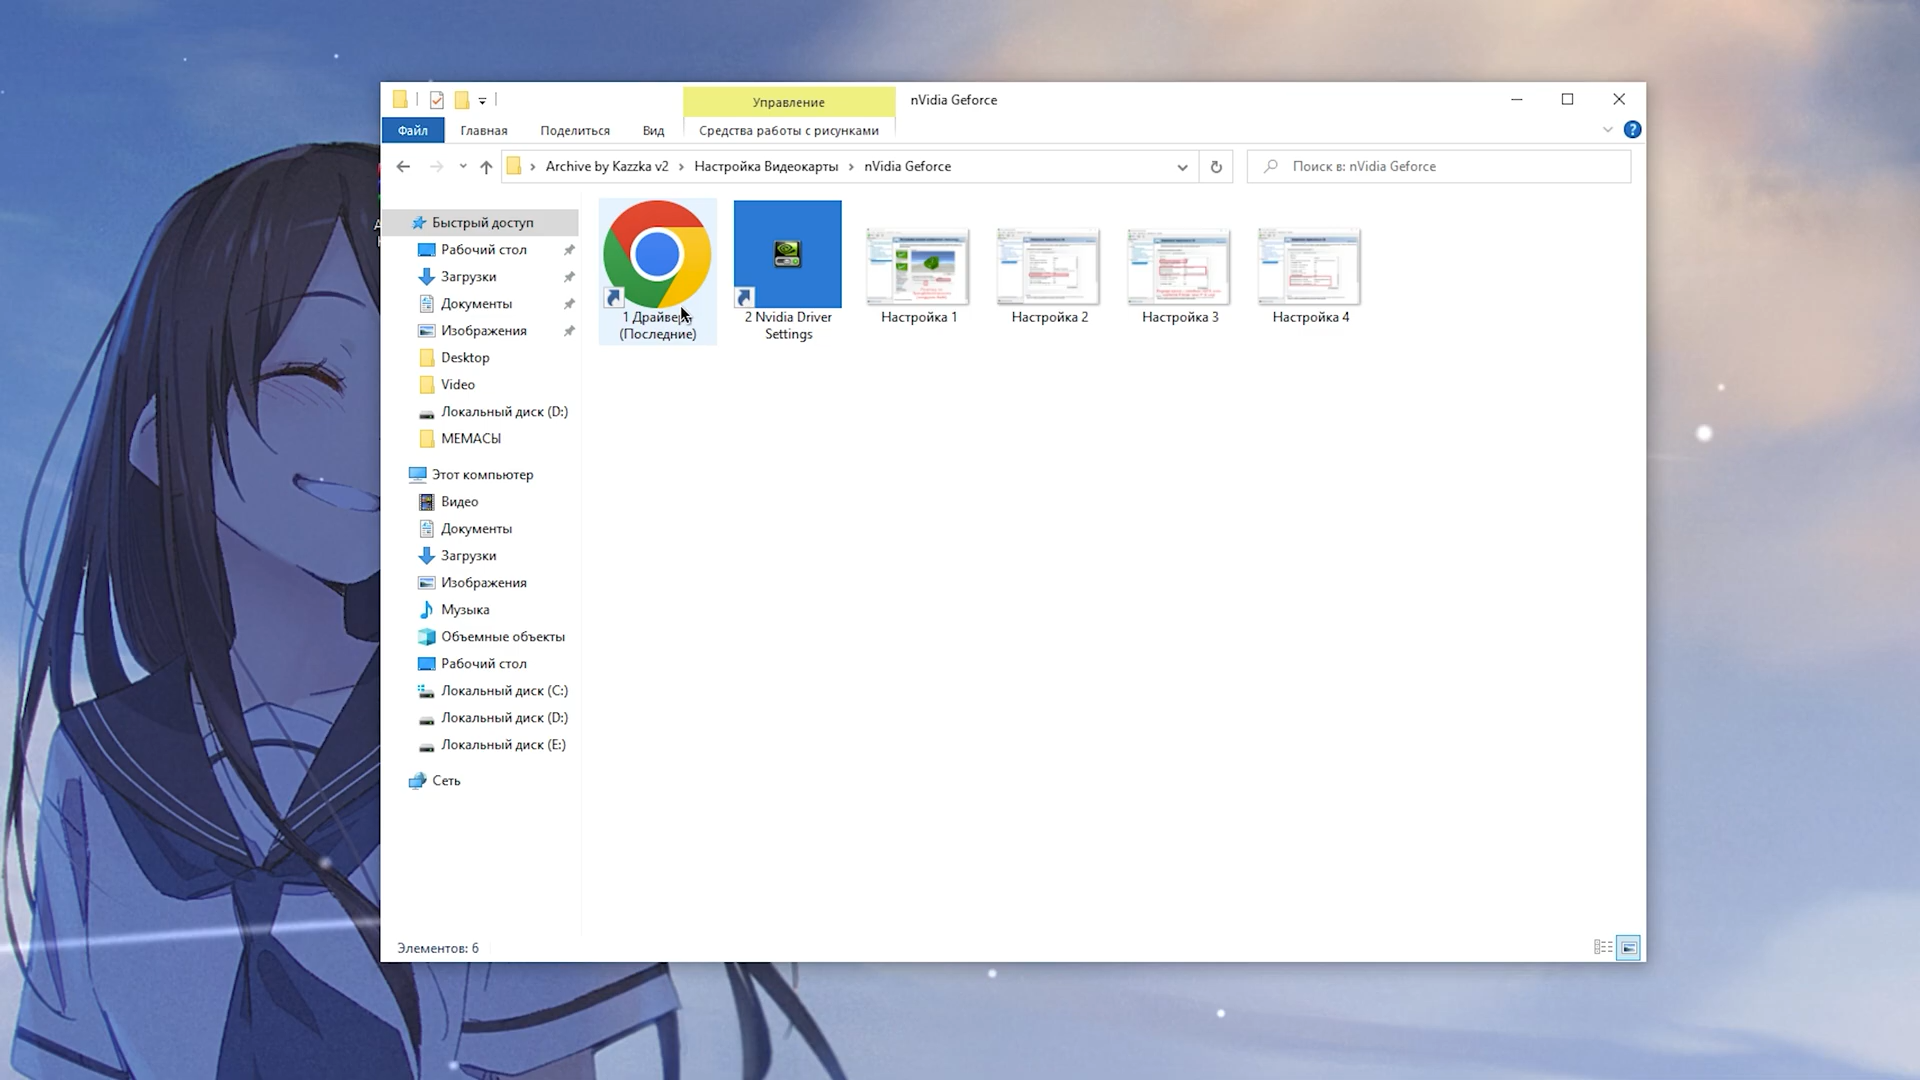 Управление
nVidia Geforce
Файл
Главная
Поделиться
Вид
Средства работы с рисунками
Archive by Kazzka v2
Настройка Видеокарты
nVidia Geforce
Поиск в: nVidia Geforce
Быстрый доступ
Рабочий стол
Загрузки
Документы
Изображения
Desktop
Video
Локальный диск (D:)
МЕМАСЫ
Этот компьютер
Видео
Документы
Загрузки
Изображения
Музыка
Объемные объекты
Рабочий стол
Локальный диск (C:)
Локальный диск (D:)
Локальный диск (E:)
Сеть
1 Драйвер
(Последние)
2 Nvidia Driver
Settings
Настройка 1
Настройка 2
Настройка 3
Настройка 4
Элементов: 6